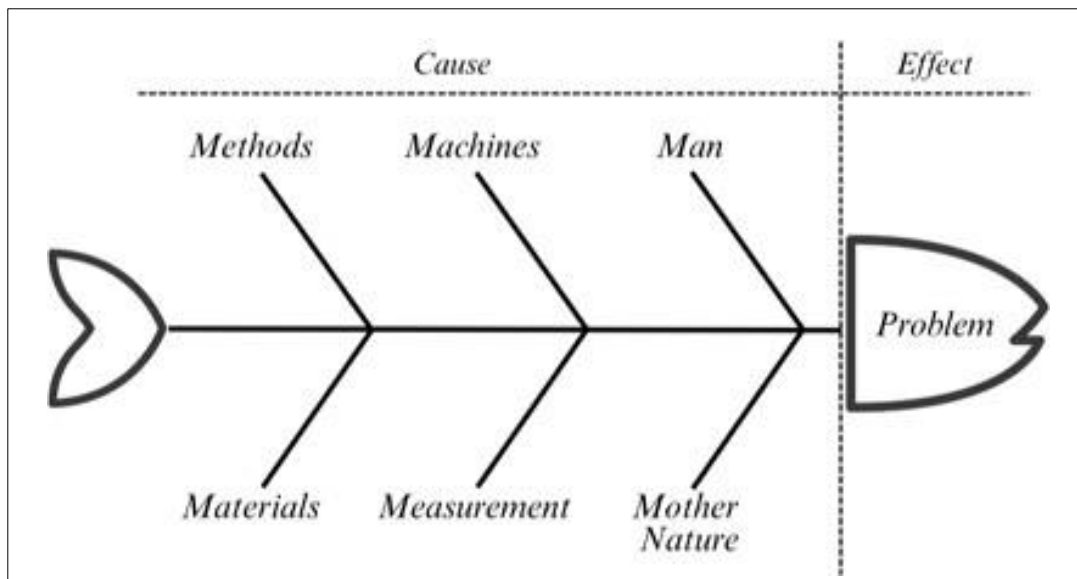 Cause
Effect
Methods
Machines
Man
Problem
Materials
Measurement
Mother
Nature